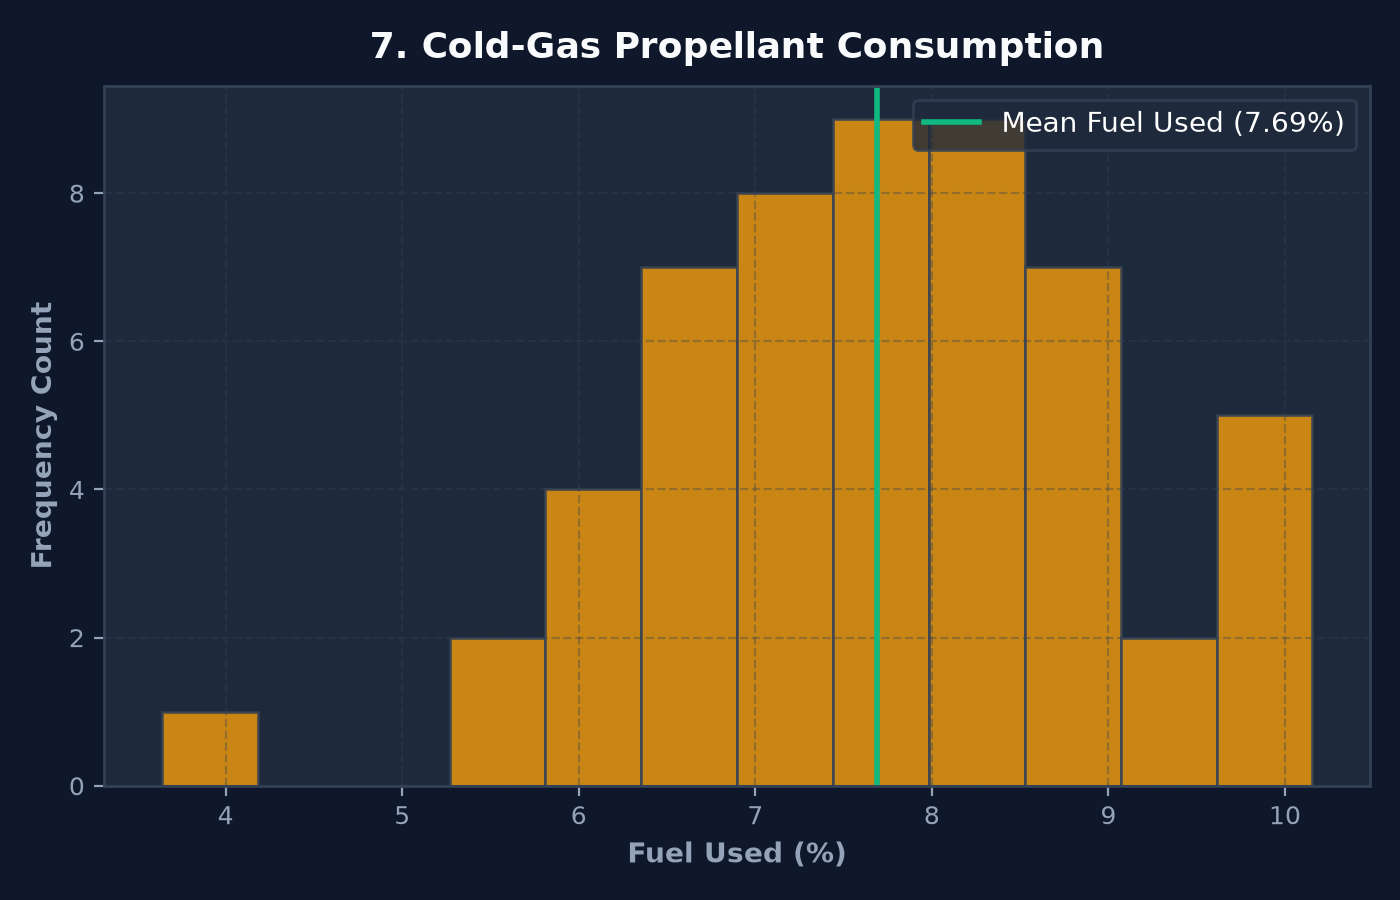 7. Cold-Gas Propellant Consumption
Mean Fuel Used (7.69%)
Frequency Count
8
6
4
2
0
4 5 6 7 8 9 10
Fuel Used (%)